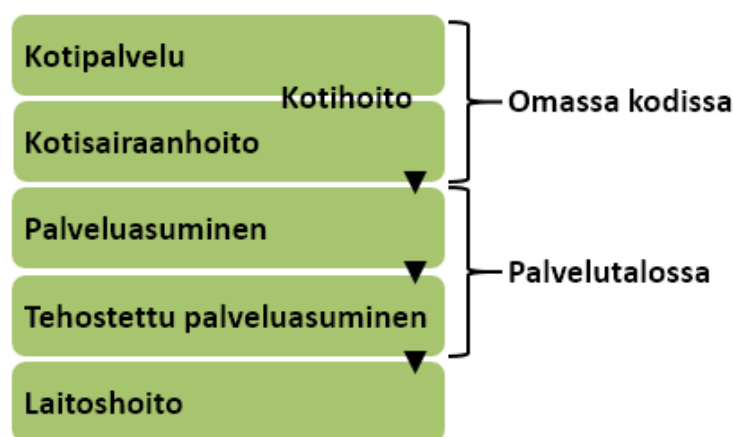 Kotipalvelu
Kotihoito
Omassa kodissa
Kotisairaanhoito
Palveluasuminen
Palvelutalossa
Tehostettu palveluasuminen
Laitoshoito